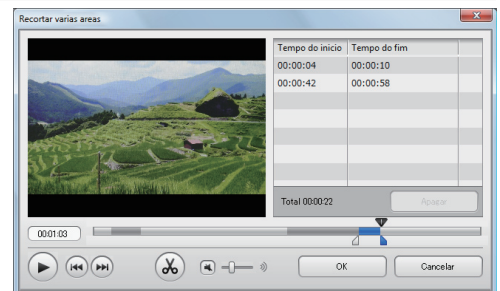 Recortar varias areas
Tempo do inicio Tempo do fim
00:00:04 00:00:10
00:00:42 00:00:58
Total 00:00:22 Apagar
00:01:03
OK Cancelar